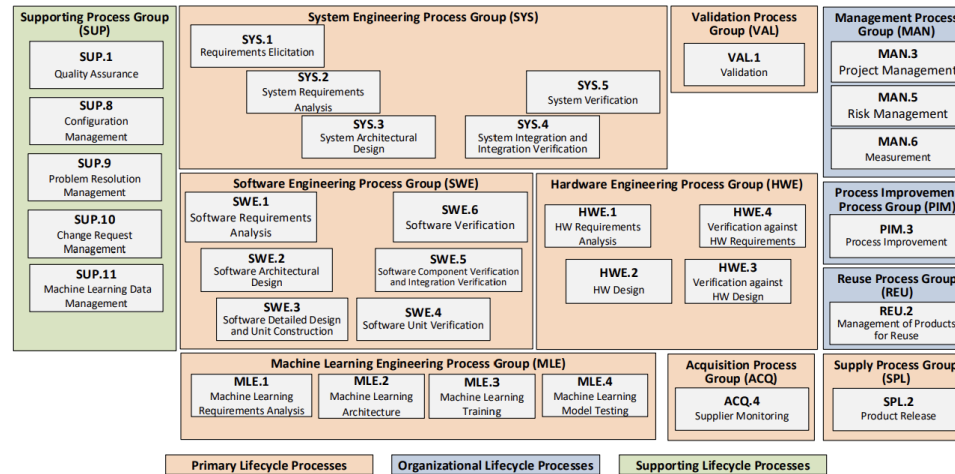 Supporting Process Group
(SUP)
SUP.1
Quality Assurance
SUP.8
Configuration
Management
SUP.9
Problem Resolution
Management
SUP.10
Change Request
Management
SUP.11
Machine Learning Data
Management
System Engineering Process Group (SYS)
SYS.1
Requirements Elicitation
SYS.2
System Requirements
Analysis
SYS.3
System Architectural
Design
SYS.5
System Verification
SYS.4
System Integration and
Integration Verification
Validation Process
Group (VAL)
VAL.1
Validation
Management Process
Group (MAN)
MAN.3
Project Management
MAN.5
Risk Management
MAN.6
Measurement
Software Engineering Process Group (SWE)
SWE.1
Software Requirements
Analysis
SWE.2
Software Architectural
Design
SWE.3
Software Detailed Design
and Unit Construction
SWE.6
Software Verification
SWE.5
Software Component Verification
and Integration Verification
SWE.4
Software Unit Verification
Hardware Engineering Process Group (HWE)
HWE.1
HW Requirements
Analysis
HWE.2
HW Design
HWE.4
Verification against
HW Requirements
HWE.3
Verification against
HW Design
Process Improvement
Process Group (PIM)
PIM.3
Process Improvement
Reuse Process Group
(REU)
REU.2
Management of Products
for Reuse
Machine Learning Engineering Process Group (MLE)
MLE.1
Machine Learning
Requirements Analysis
MLE.2
Machine Learning
Architecture
MLE.3
Machine Learning
Training
MLE.4
Machine Learning
Model Testing
Acquisition Process
Group (ACQ)
ACQ.4
Supplier Monitoring
Supply Process Group
(SPL)
SPL.2
Product Release
Primary Lifecycle Processes
Organizational Lifecycle Processes
Supporting Lifecycle Processes